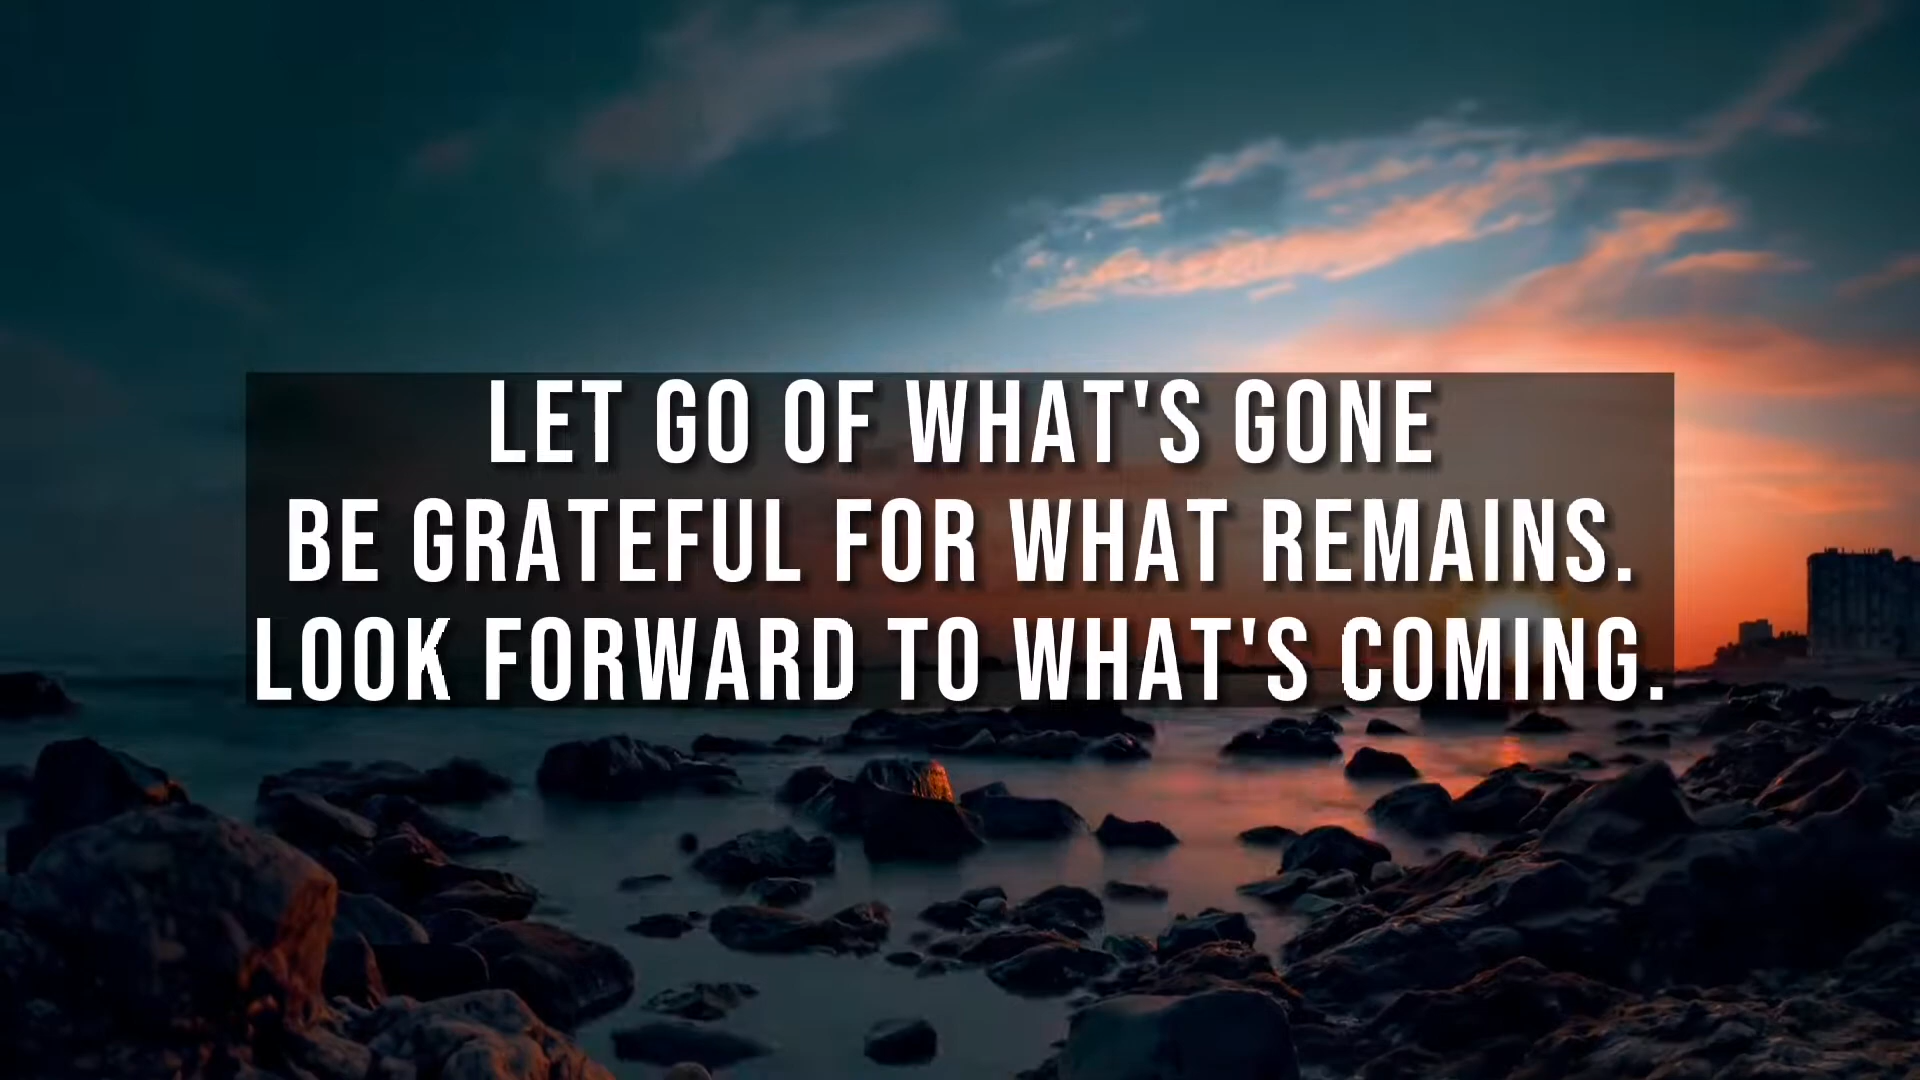 LET GO OF WHAT'S GONE
BE GRATEFUL FOR WHAT REMAINS.
LOOK FORWARD TO WHAT'S COMING.